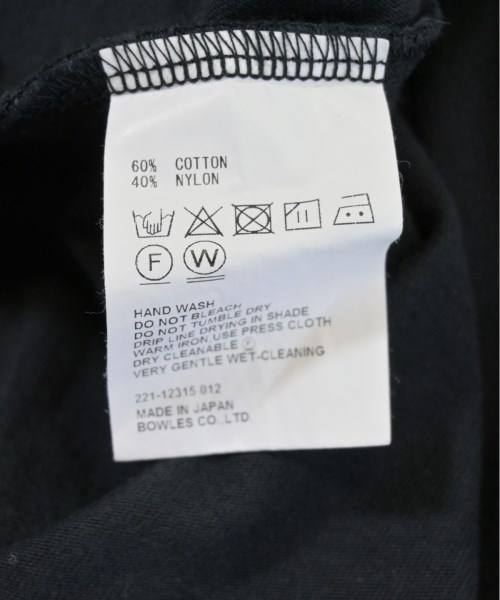 60% COTTON
40% NYLON
F W
HAND WASH
DO NOT BLEACH
DO NOT TUMBLE DRY
DRIP LINE DRYING IN SHADE
WARM IRON,USE PRESS CLOTH
DRY CLEANABLE Ⓕ
VERY GENTLE WET-CLEANING
221-12315 012
MADE IN JAPAN
BOWLES CO.,LTD.